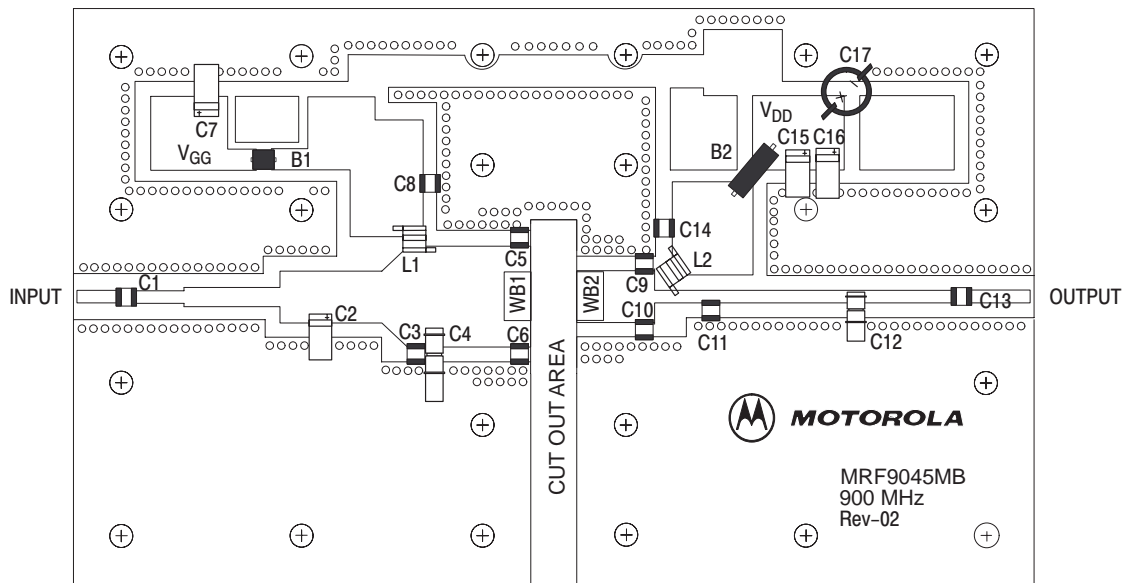 C17
C7
VGG
B1
VDD
C15
C16
B2
C8
L1
C5
C14
C9
L2
INPUT
C1
WB1
WB2
C13
OUTPUT
C2
C3
C4
C6
C10
C11
C12
CUT OUT AREA
MOTOROLA
MRF9045MB
900 MHz
Rev−02